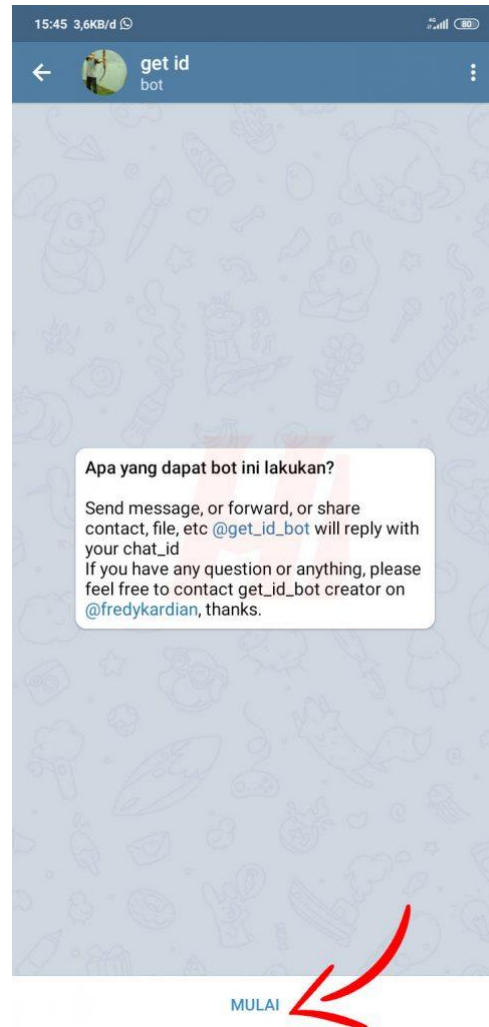 15:45 3,6KB/d
4G
80
get id
bot
Apa yang dapat bot ini lakukan?
Send message, or forward, or share
contact, file, etc @get_id_bot will reply with
your chat_id
If you have any question or anything, please
feel free to contact get_id_bot creator on
@fredykardian, thanks.
MULAI